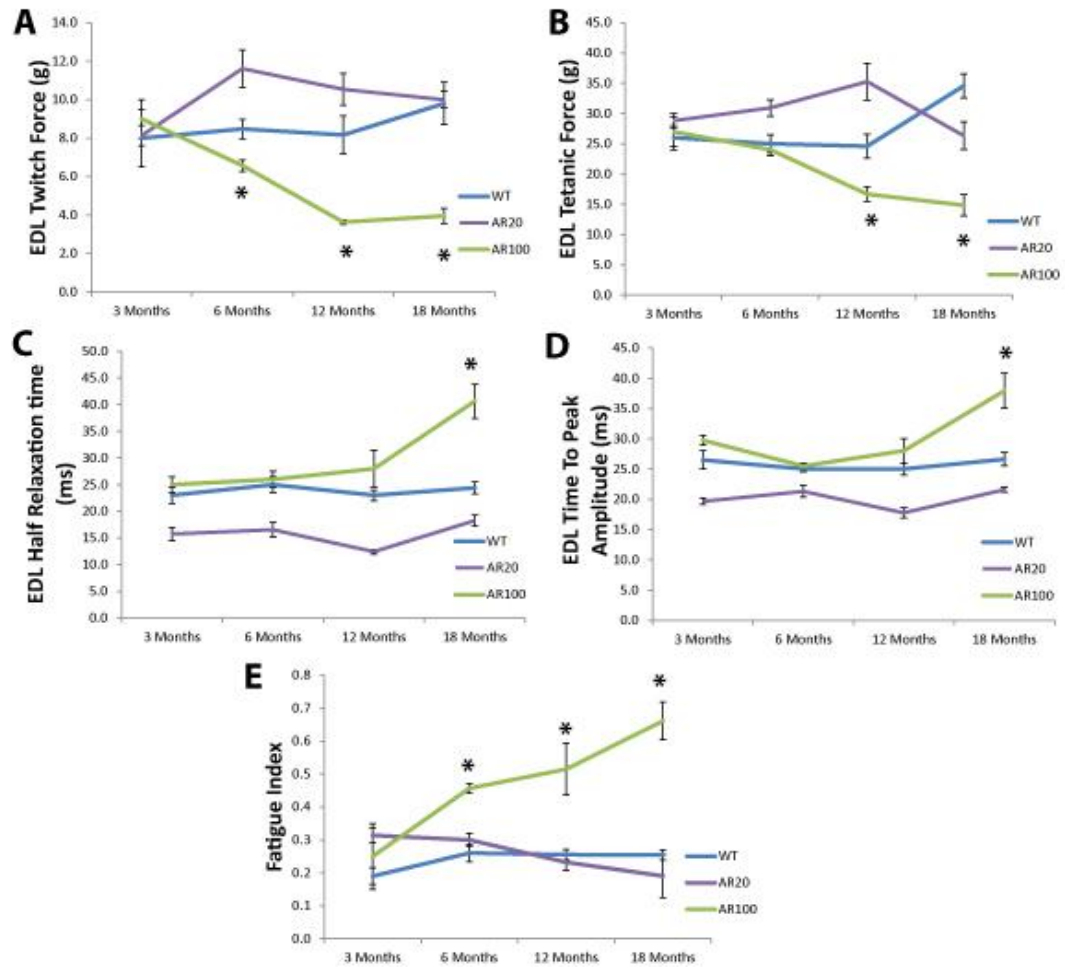 A
EDL Twitch Force (g)
14.0
12.0
10.0
8.0
6.0
4.0
2.0
0.0
*
*
*
WT
AR20
AR100
3 Months
6 Months
12 Months
18 Months
B
EDL Tetanic Force (g)
45.0
40.0
35.0
30.0
25.0
20.0
15.0
10.0
5.0
0.0
*
*
WT
AR20
AR100
3 Months
6 Months
12 Months
18 Months
C
EDL Half Relaxation time
(ms)
50.0
45.0
40.0
35.0
30.0
25.0
20.0
15.0
10.0
5.0
0.0
*
WT
AR20
AR100
3 Months
6 Months
12 Months
18 Months
D
EDL Time To Peak
Amplitude (ms)
45.0
40.0
35.0
30.0
25.0
20.0
15.0
10.0
5.0
0.0
*
WT
AR20
AR100
3 Months
6 Months
12 Months
18 Months
E
Fatigue Index
0.8
0.7
0.6
0.5
0.4
0.3
0.2
0.1
0.0
*
*
*
WT
AR20
AR100
3 Months
6 Months
12 Months
18 Months